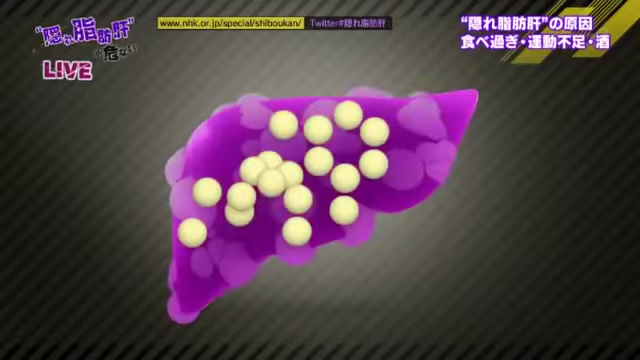 "隠れ脂肪肝"
が危ない
LIVE
www.nhk.or.jp/special/shiboukan/ Twitter#隠れ脂肪肝
"隠れ脂肪肝"の原因
食べ過ぎ・運動不足・酒